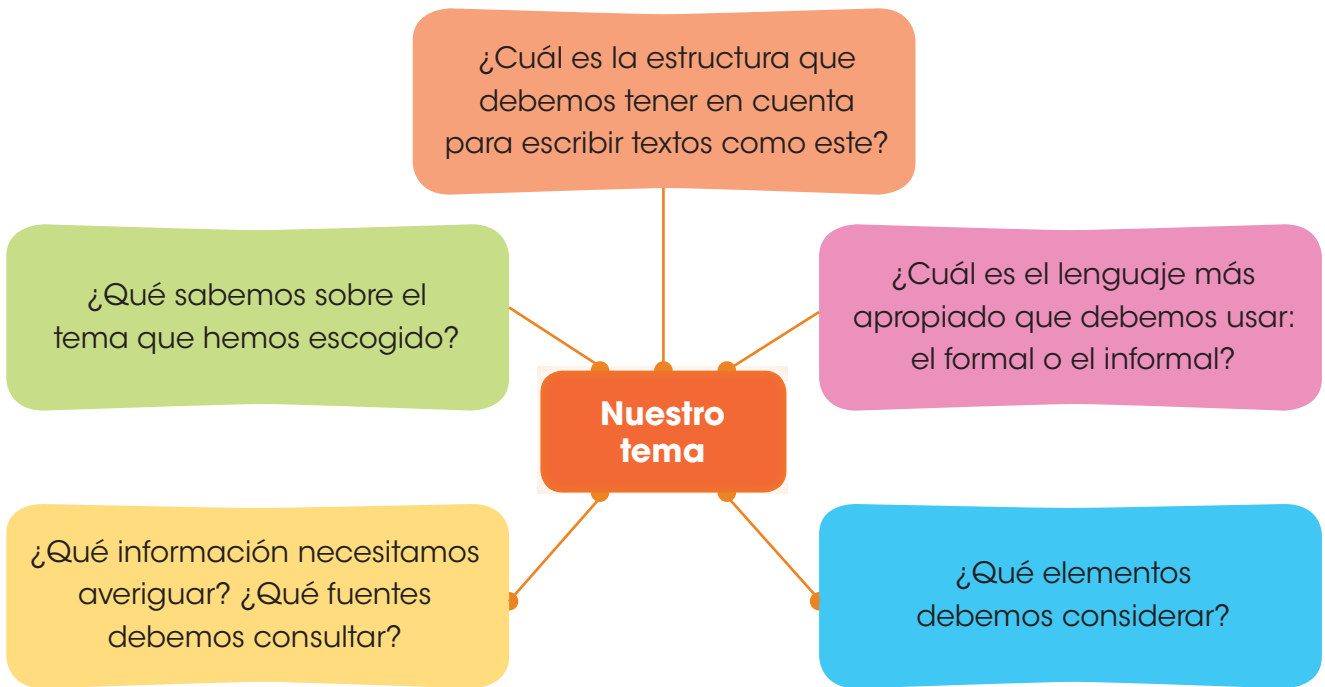 ¿Cuál es la estructura que
debemos tener en cuenta
para escribir textos como este?
¿Qué sabemos sobre el
tema que hemos escogido?
¿Cuál es el lenguaje más
apropiado que debemos usar:
el formal o el informal?
Nuestro
tema
¿Qué información necesitamos
averiguar? ¿Qué fuentes
debemos consultar?
¿Qué elementos
debemos considerar?